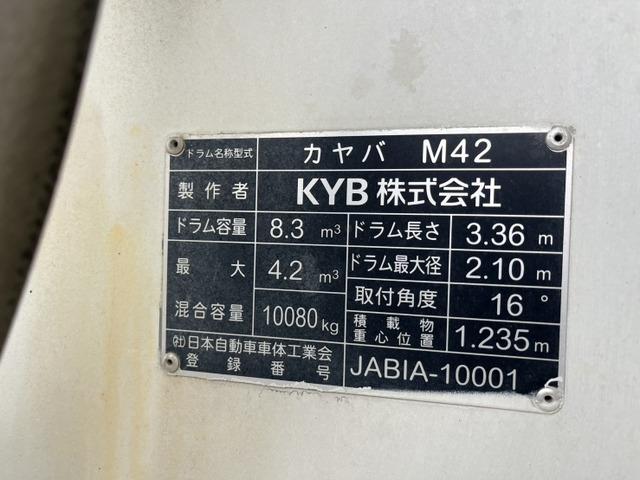 ドラム名称型式 カヤバ M42
製作者 KYB 株式会社
ドラム容量 8.3 m³ ドラム長さ 3.36 m
最大混合容量 4.2 m³ ドラム最大径 2.10 m
10080 kg 取付角度 16°
積載物重心位置 1.235 m
(社)日本自動車車体工業会
登録番号 JABIA-10001